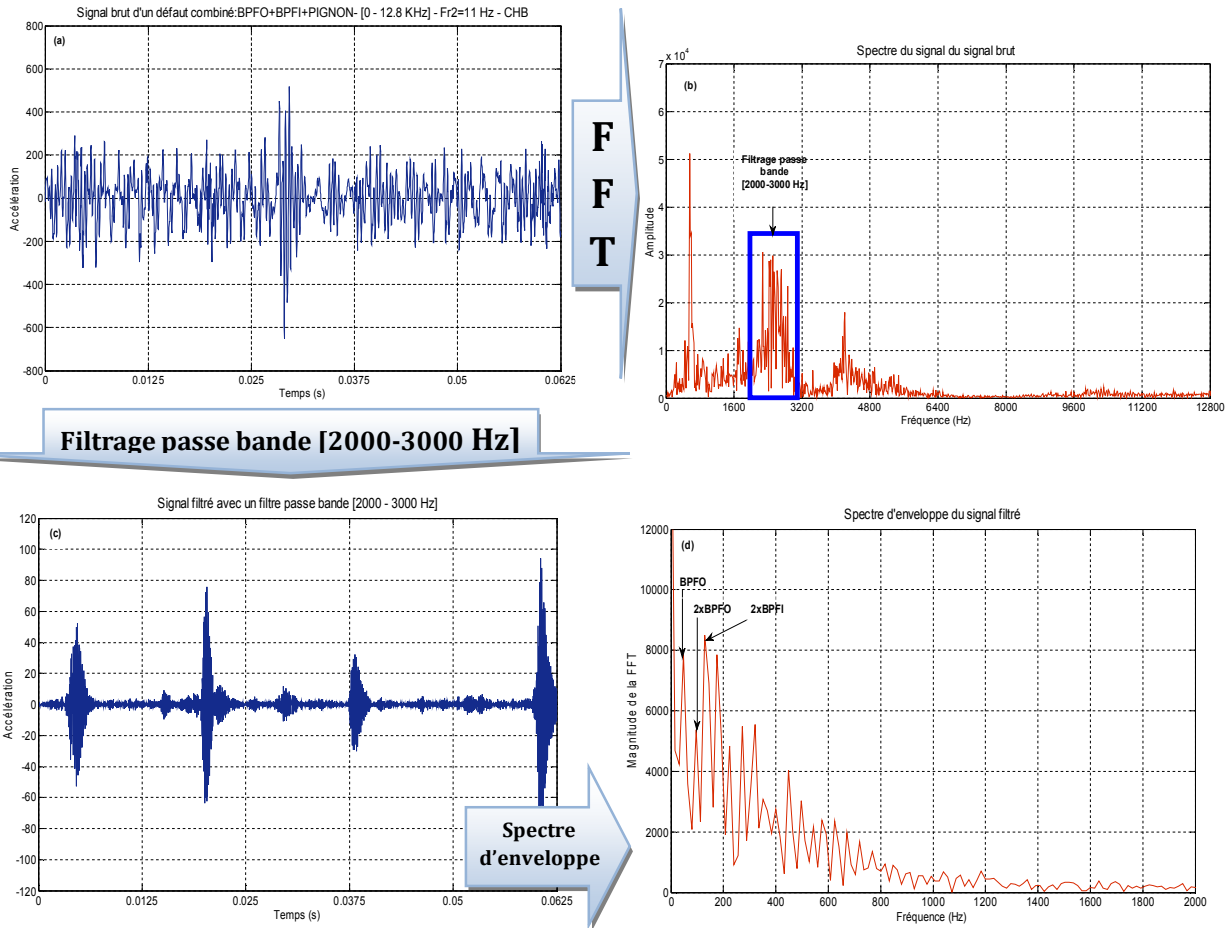 Signal brut d'un défaut combiné:BPFO+BPFI+PIGNON- [0 - 12.8 KHz] - Fr2=11 Hz - CHB
(a)
800
600
400
200
0
-200
-400
-600
-800
Accélération
0 0.0125 0.025 0.0375 0.05 0.0625
Temps (s)
F
F
T
Spectre du signal du signal brut
7 x 10^4
(b)
6
5
4
3
2
1
0
Amplitude
Filtrage passe
bande
[2000-3000 Hz]
0 1600 3200 4800 6400 8000 9600 11200 12800
Fréquence (Hz)
Filtrage passe bande [2000-3000 Hz]
Signal filtré avec un filtre passe bande [2000 - 3000 Hz]
(c)
120
100
80
60
40
20
0
-20
-40
-60
-80
-100
-120
Accélération
0 0.0125 0.025 0.0375 0.05 0.0625
Temps (s)
Spectre
d'enveloppe
Spectre d'enveloppe du signal filtré
(d)
12000
10000
8000
6000
4000
2000
0
Magnitude de la FFT
BPFO
2xBPFO 2xBPFI
0 200 400 600 800 1000 1200 1400 1600 1800 2000
Fréquence (Hz)